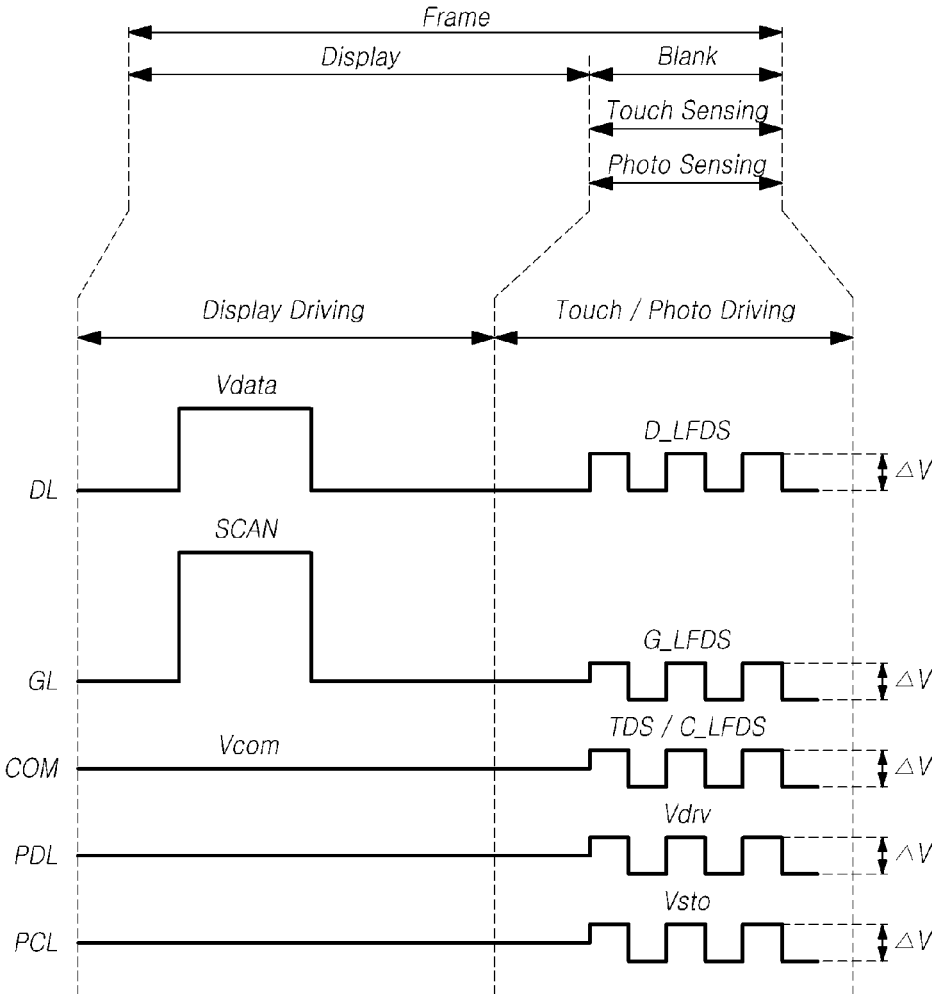 Frame
Display
Blank
Touch Sensing
Photo Sensing
Display Driving
Touch / Photo Driving
Vdata
D_LFDS
DL
△V
SCAN
G_LFDS
GL
△V
Vcom
TDS / C_LFDS
COM
△V
Vdrv
PDL
△V
Vsto
PCL
△V